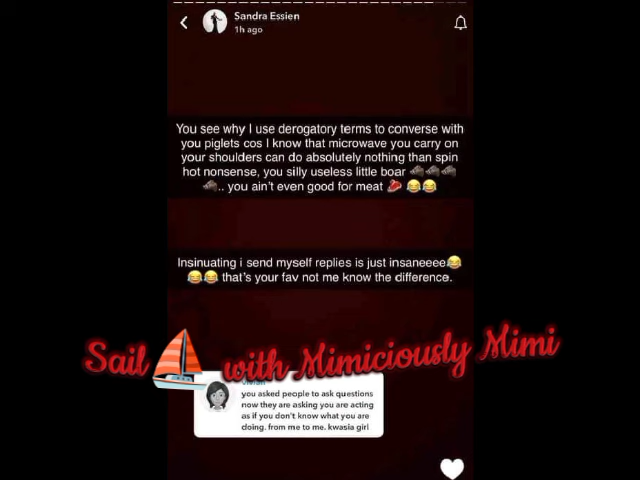 Sandra Essien
1h ago
You see why I use derogatory terms to converse with
you piglets cos I know that microwave you carry on
your shoulders can do absolutely nothing than spin
hot nonsense, you silly useless little boar 🐗🐗🐗
🐗.. you ain't even good for meat 🥩 😂😂
Insinuating i send myself replies is just insaneeee😂
😂😂 that's your fav not me know the difference.
Sail ⛵ with Mimiciously Mimi
you asked people to ask questions
now they are asking you are acting
as if you don't know what you are
doing. from me to me. kwasia girl